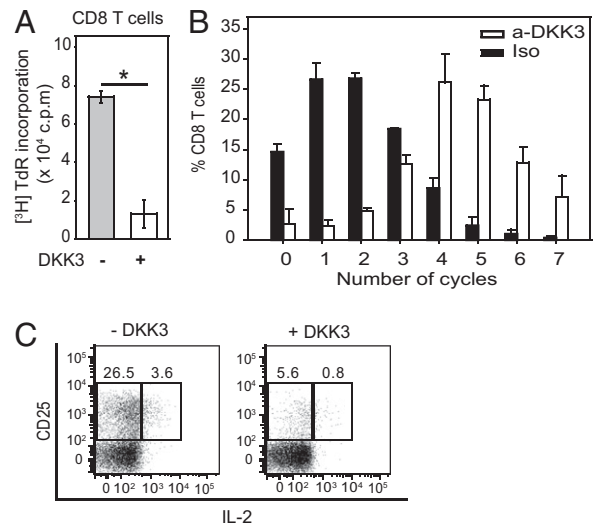 A
CD8 T cells
[³H] TdR incorporation
(x 10⁴ c.p.m)
10
8
6
4
2
0
*
DKK3 - +
B
a-DKK3
Iso
% CD8 T cells
35
30
25
20
15
10
5
0
0 1 2 3 4 5 6 7
Number of cycles
C
- DKK3
+ DKK3
CD25
10⁵
10⁴
10³
10²
0
26.5 3.6
0 10² 10³ 10⁴ 10⁵
10⁵
10⁴
10³
10²
0
5.6 0.8
0 10² 10³ 10⁴ 10⁵
IL-2